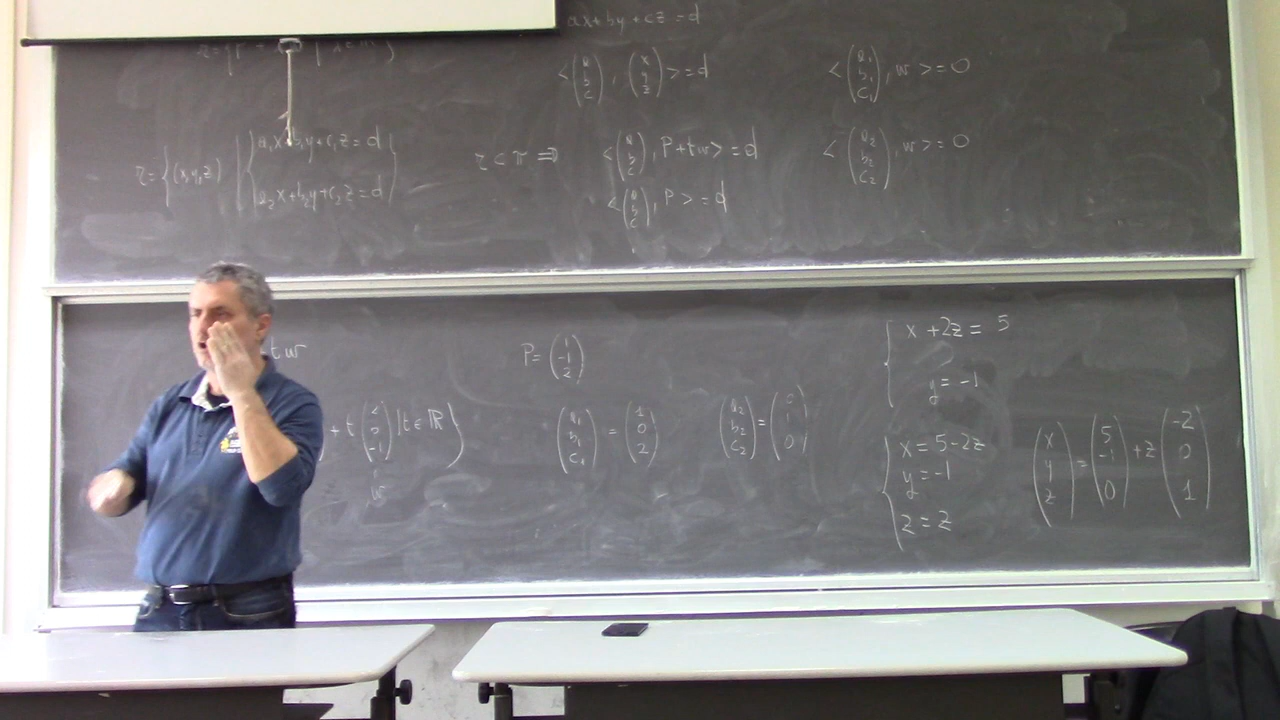 ax+by+cz=d
<(a b c), (x y z)>=d
<(a₁ b₁ c₁), w>=0
r={(x,y,z) | {a₁x+b₁y+c₁z=d
a₂x+b₂y+c₂z=d}
r⊂π ⇒ <(a b c), P+tw>=d
<(a₂ b₂ c₂), w>=0
<(a b c), P>=d
tw
P=(1 -1 2)
{x+2z=5
y=-1
+t(2 0 -1) | t∈ℝ}
w
(a₁ b₁ c₁)=(1 0 2)
(a₂ b₂ c₂)=(0 1 0)
{x=5-2z
y=-1
z=z
(x y z)=(5 -1 0)+z(-2 0 1)